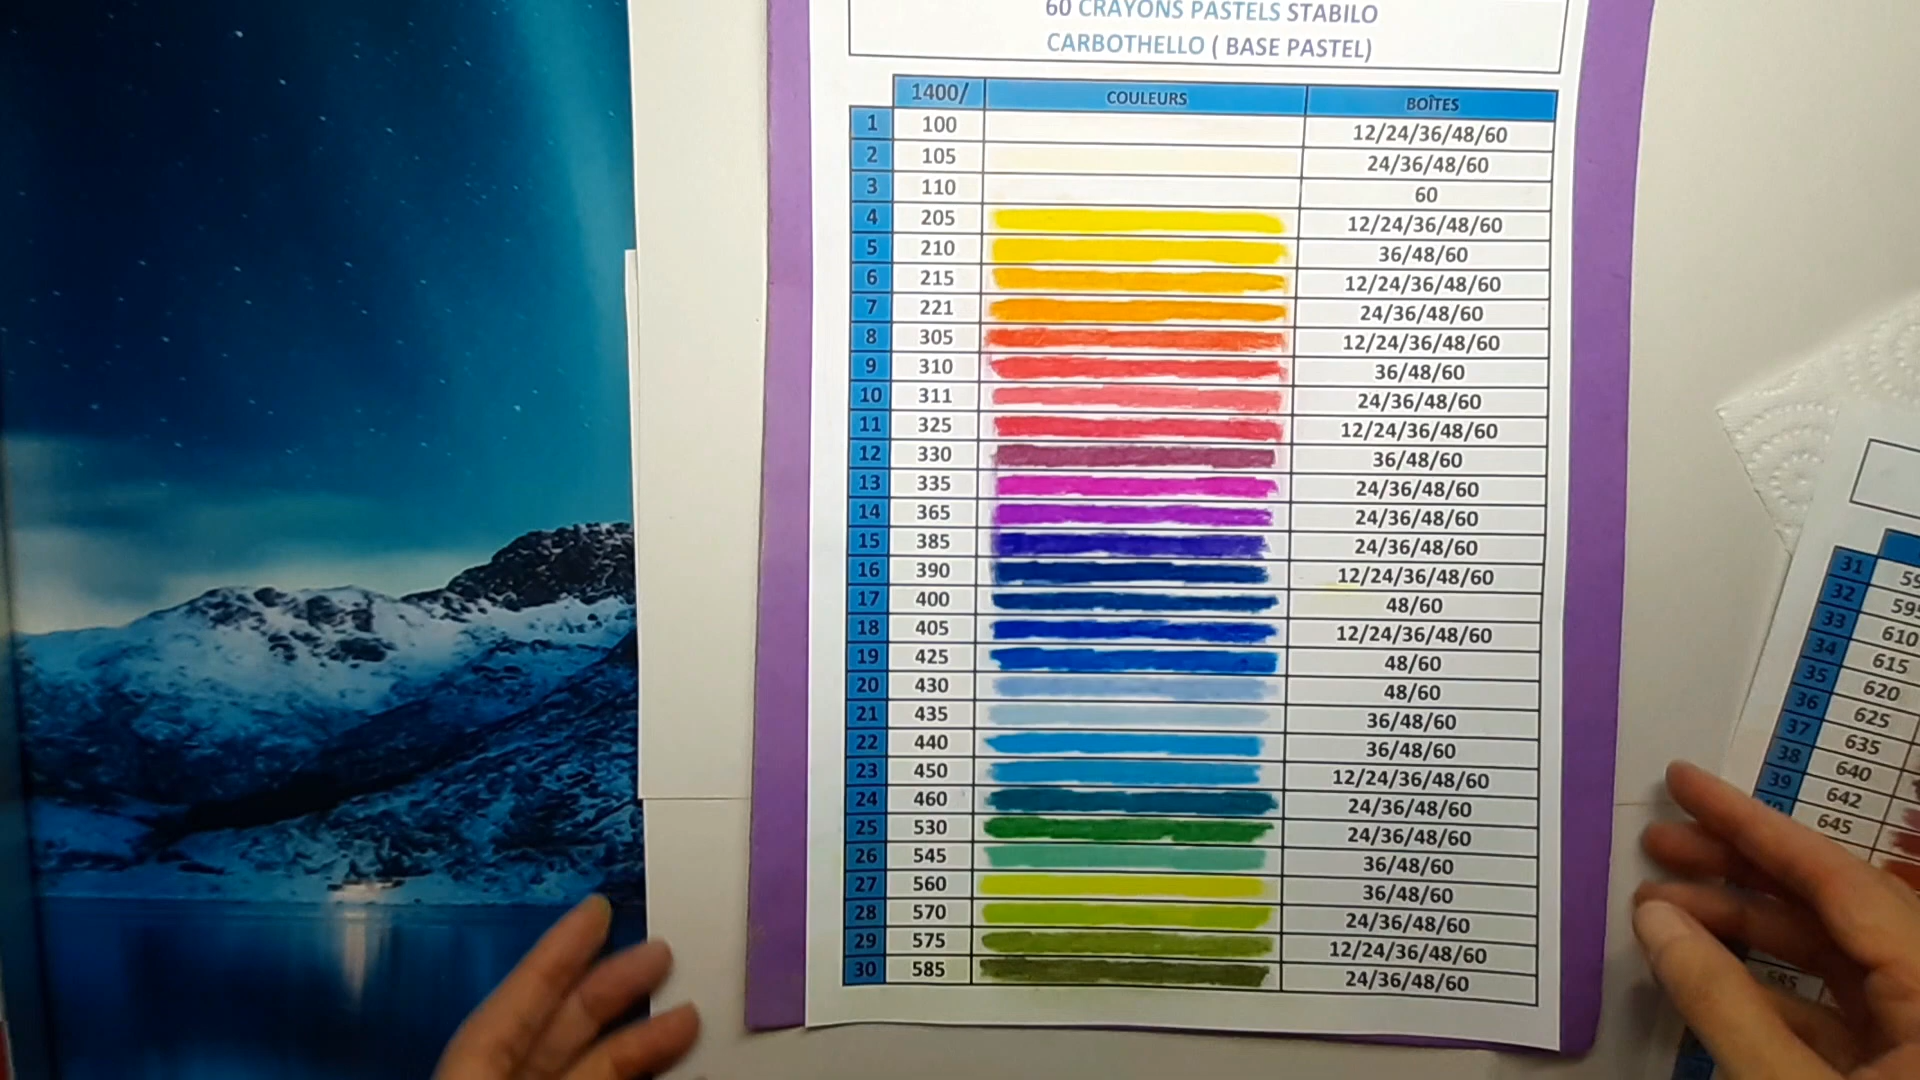 60 CRAYONS PASTELS STABILO
CARBOTHELLO ( BASE PASTEL)
1400/ COULEURS BOÎTES
1 100 12/24/36/48/60
2 105 24/36/48/60
3 110 60
4 205 12/24/36/48/60
5 210 36/48/60
6 215 12/24/36/48/60
7 221 24/36/48/60
8 305 12/24/36/48/60
9 310 36/48/60
10 311 24/36/48/60
11 325 12/24/36/48/60
12 330 36/48/60
13 335 24/36/48/60
14 365 24/36/48/60
15 385 24/36/48/60
16 390 12/24/36/48/60
17 400 48/60
18 405 12/24/36/48/60
19 425 48/60
20 430 48/60
21 435 36/48/60
22 440 36/48/60
23 450 12/24/36/48/60
24 460 24/36/48/60
25 530 24/36/48/60
26 545 36/48/60
27 560 36/48/60
28 570 24/36/48/60
29 575 12/24/36/48/60
30 585 24/36/48/60
31
32
33 610
34 615
35 620
36 625
37 635
38 640
39 642
645